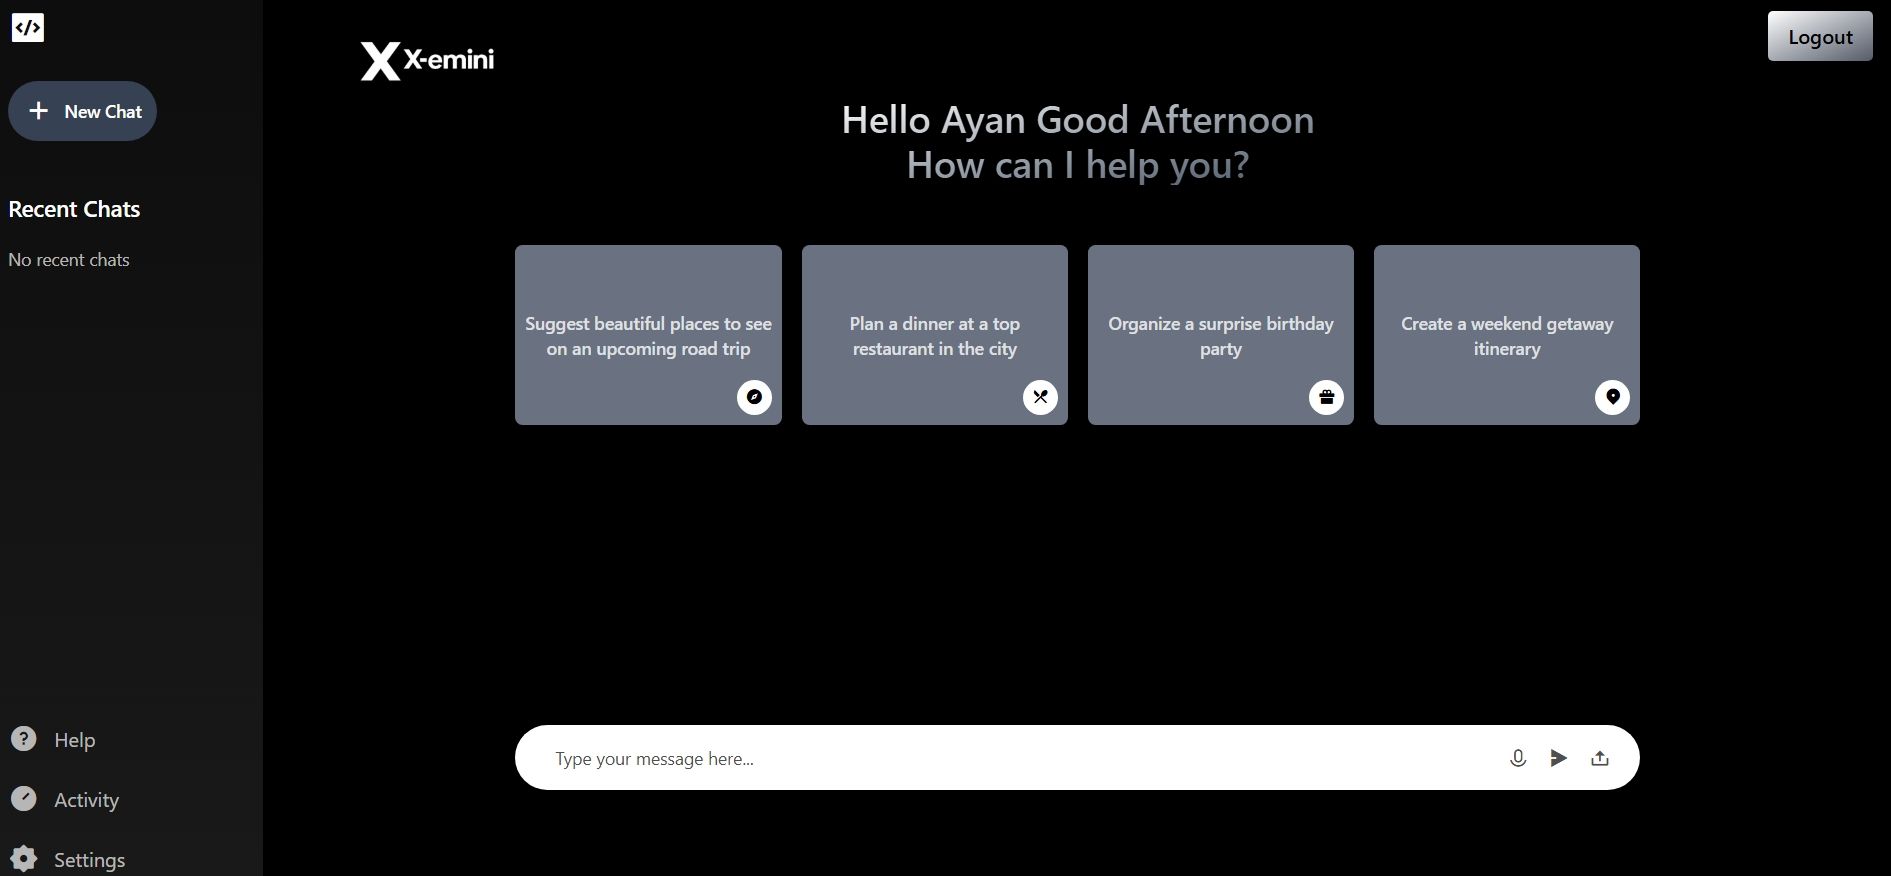 </>
New Chat
Recent Chats
No recent chats
Help
Activity
Settings
X X-emini
Logout
Hello Ayan Good Afternoon
How can I help you?
Suggest beautiful places to see
on an upcoming road trip
Plan a dinner at a top
restaurant in the city
Organize a surprise birthday
party
Create a weekend getaway
itinerary
Type your message here...